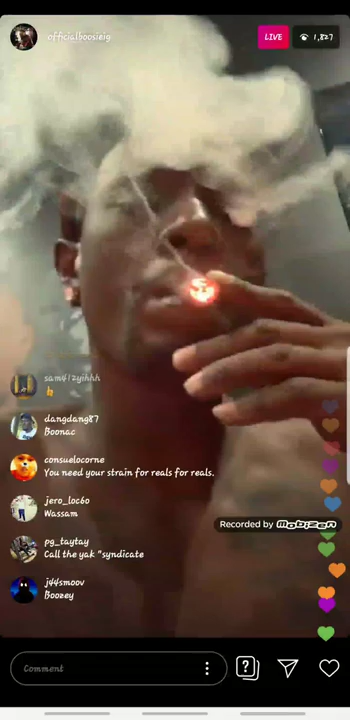 officialboosieig
LIVE
1,827
sam417yihhh
👍
dangdang87
Boonac
consuelocorne
You need your strain for reals for reals.
jero_loc60
Wassam
Recorded by Mobizen
pg_taytay
Call the yak "syndicate
j44smoov
Boozey
Comment